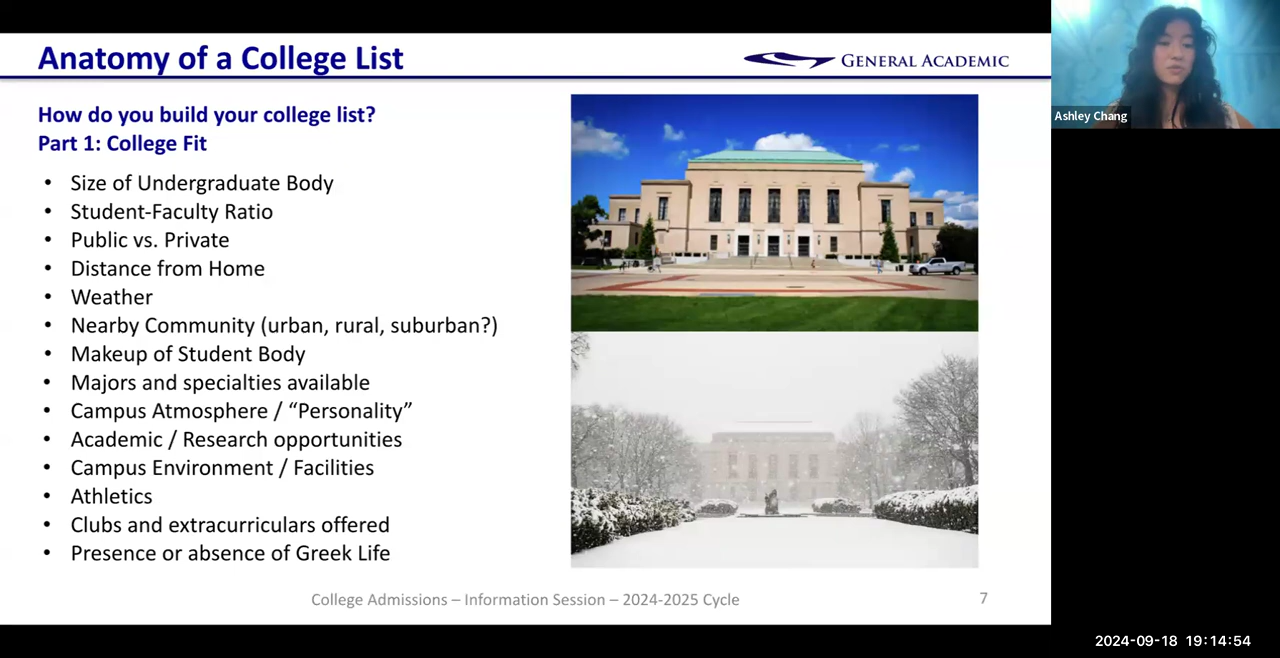 Anatomy of a College List
GENERAL ACADEMIC
How do you build your college list?
Part 1: College Fit
• Size of Undergraduate Body
• Student-Faculty Ratio
• Public vs. Private
• Distance from Home
• Weather
• Nearby Community (urban, rural, suburban?)
• Makeup of Student Body
• Majors and specialties available
• Campus Atmosphere / “Personality”
• Academic / Research opportunities
• Campus Environment / Facilities
• Athletics
• Clubs and extracurriculars offered
• Presence or absence of Greek Life
College Admissions – Information Session – 2024-2025 Cycle
7
Ashley Chang
2024-09-18 19:14:54